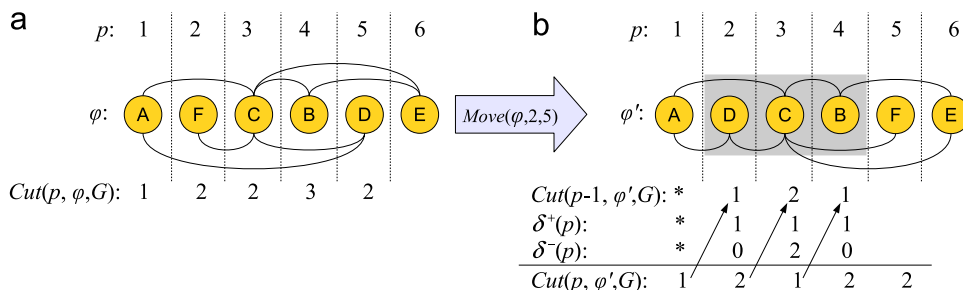 a
p: 1 2 3 4 5 6
φ: A F C B D E
Cut(p, φ,G): 1 2 2 3 2
Move(φ,2,5)
b
p: 1 2 3 4 5 6
φ′: A D C B F E
Cut(p-1, φ′,G): * 1 2 1
δ⁺(p): * 1 1 1
δ⁻(p): * 0 2 0
Cut(p, φ′,G): 1 2 1 2 2